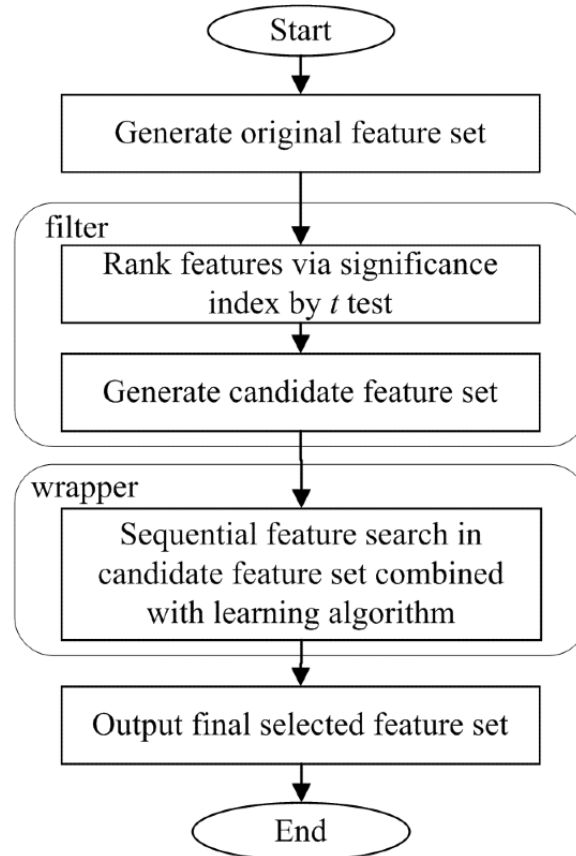 Start
Generate original feature set
filter
Rank features via significance
index by t test
Generate candidate feature set
wrapper
Sequential feature search in
candidate feature set combined
with learning algorithm
Output final selected feature set
End